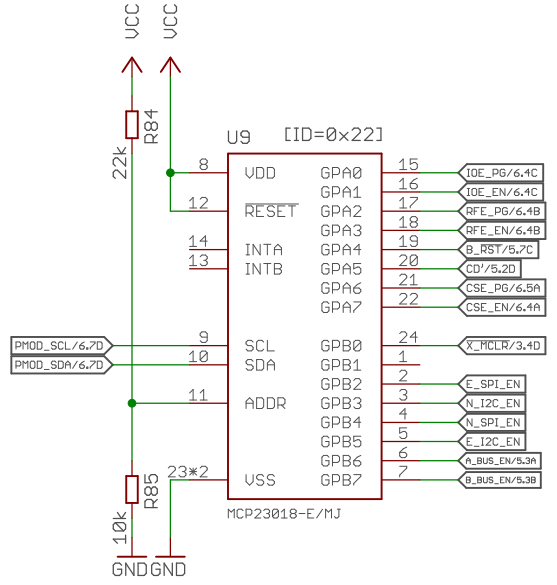 VCC
VCC
R84
22k
U9
[ID=0x22]
8
VDD
12
RESET
14
INTA
13
INTB
PMOD_SCL/6.7D
9
SCL
PMOD_SDA/6.7D
10
SDA
11
ADDR
23*2
VSS
GPA0
15
IOE_PG/6.4C
GPA1
16
IOE_EN/6.4C
GPA2
17
RFE_PG/6.4B
GPA3
18
RFE_EN/6.4B
GPA4
19
B_RST/5.7C
GPA5
20
CD'/5.2D
GPA6
21
CSE_PG/6.5A
GPA7
22
CSE_EN/6.4A
GPB0
24
X_MCLR/3.4D
GPB1
1
GPB2
2
E_SPI_EN
GPB3
3
N_I2C_EN
GPB4
4
N_SPI_EN
GPB5
5
E_I2C_EN
GPB6
6
A_BUS_EN/5.3A
GPB7
7
B_BUS_EN/5.3B
R85
10k
MCP23018-E/MJ
GND
GND